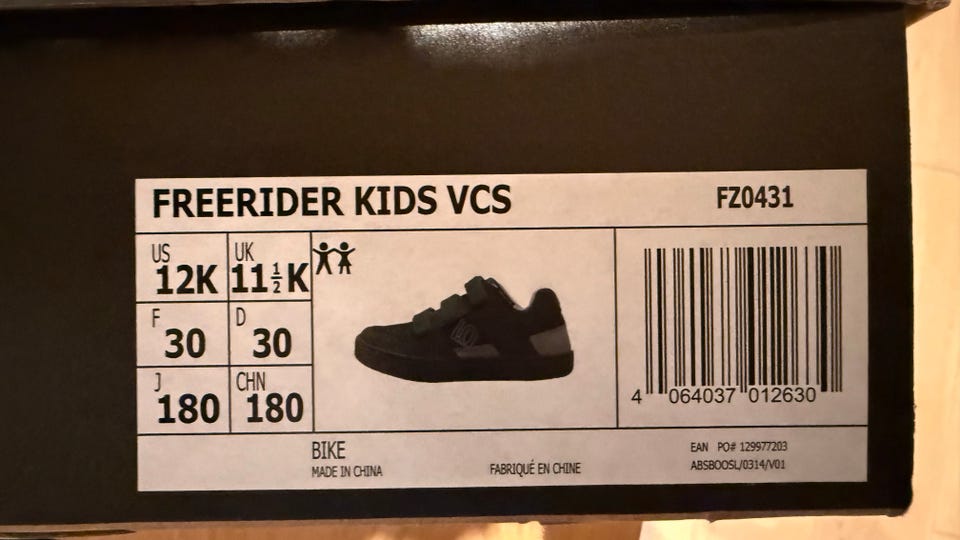 FREERIDER KIDS VCS FZ0431
US 12K UK 11½K
F 30 D 30
J 180 CHN 180
4 064037 012630
BIKE
MADE IN CHINA FABRIQUÉ EN CHINE
EAN PO# 129977203
ABSBOOSL/0314/V01